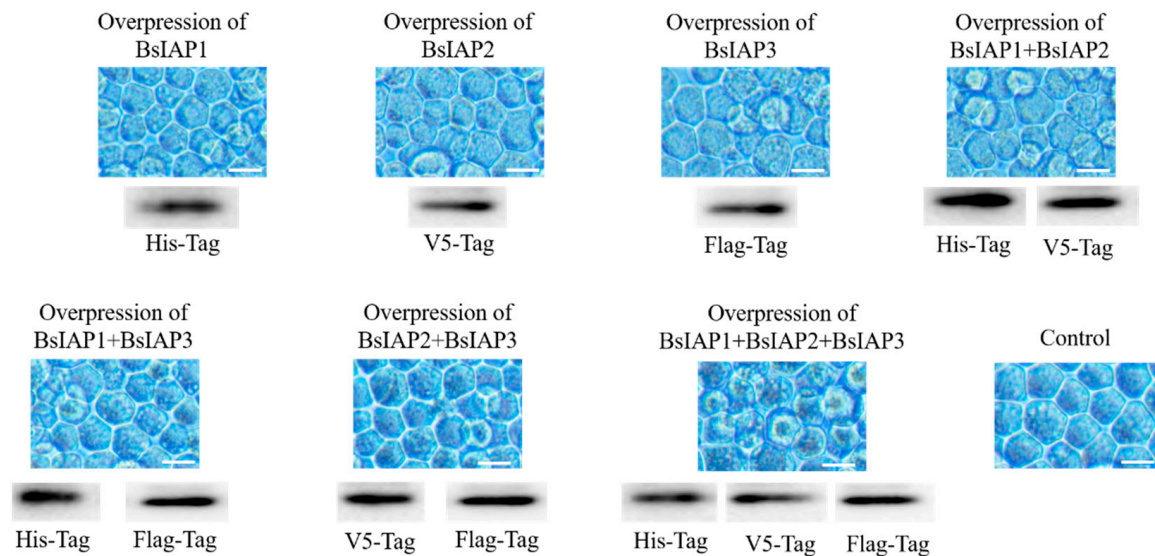 Overpression of
BsIAP1
Overpression of
BsIAP2
Overpression of
BsIAP3
Overpression of
BsIAP1+BsIAP2
His-Tag
V5-Tag
Flag-Tag
His-Tag
V5-Tag
Overpression of
BsIAP1+BsIAP3
Overpression of
BsIAP2+BsIAP3
Overpression of
BsIAP1+BsIAP2+BsIAP3
Control
His-Tag
Flag-Tag
V5-Tag
Flag-Tag
His-Tag
V5-Tag
Flag-Tag